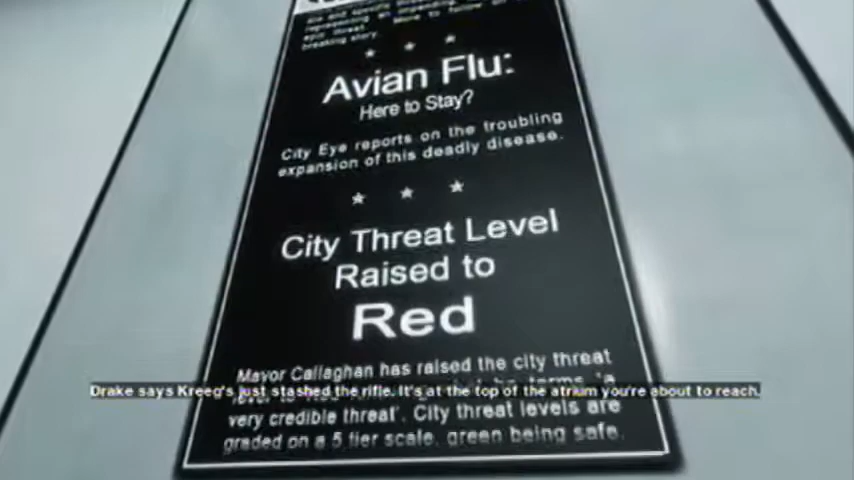 breaking story.
★ ★ ★
Avian Flu:
Here to Stay?
City Eye reports on the troubling
expansion of this deadly disease.
★ ★ ★
City Threat Level
Raised to
Red
Mayor Callaghan has raised the city threat
Drake says Kreeg's just stashed the rifle. It's at the top of the atrium you're about to reach.
very credible threat'. City threat levels are
graded on a 5 tier scale, green being safe.